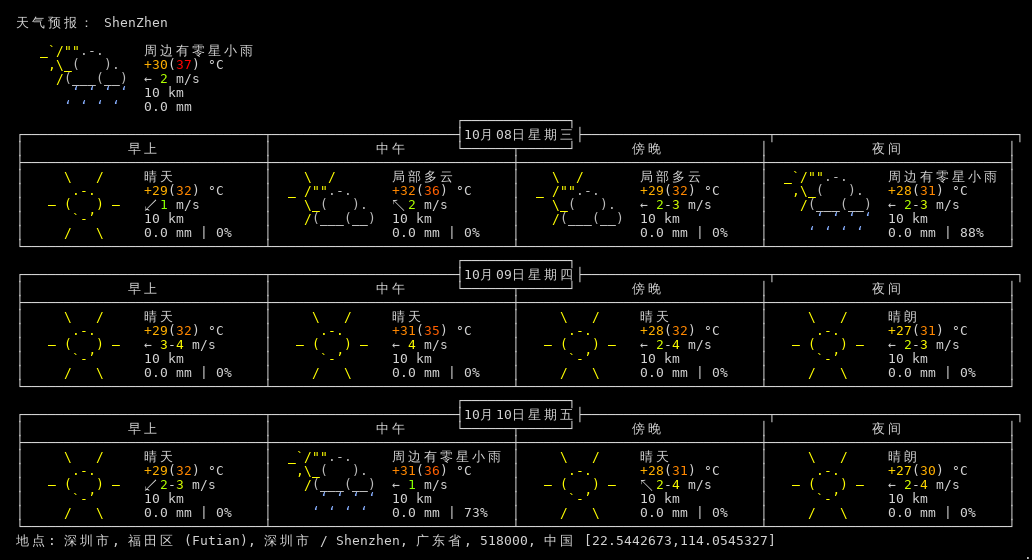 天气预报： ShenZhen
周边有零星小雨
+30(37) °C
← 2 m/s
10 km
0.0 mm
10月08日星期三
早上 中午 傍晚 夜间
晴天 局部多云 局部多云 周边有零星小雨
+29(32) °C +32(36) °C +29(32) °C +28(31) °C
↙ 1 m/s ↖ 2 m/s ← 2-3 m/s ← 2-3 m/s
10 km 10 km 10 km 10 km
0.0 mm | 0% 0.0 mm | 0% 0.0 mm | 0% 0.0 mm | 88%
10月09日星期四
早上 中午 傍晚 夜间
晴天 晴天 晴天 晴朗
+29(32) °C +31(35) °C +28(32) °C +27(31) °C
← 3-4 m/s ← 4 m/s ← 2-4 m/s ← 2-3 m/s
10 km 10 km 10 km 10 km
0.0 mm | 0% 0.0 mm | 0% 0.0 mm | 0% 0.0 mm | 0%
10月10日星期五
早上 中午 傍晚 夜间
晴天 周边有零星小雨 晴天 晴朗
+29(32) °C +31(36) °C +28(31) °C +27(30) °C
↙ 2-3 m/s ← 1 m/s ↖ 2-4 m/s ← 2-4 m/s
10 km 10 km 10 km 10 km
0.0 mm | 0% 0.0 mm | 73% 0.0 mm | 0% 0.0 mm | 0%
地点: 深圳市, 福田区 (Futian), 深圳市 / Shenzhen, 广东省, 518000, 中国 [22.5442673,114.0545327]